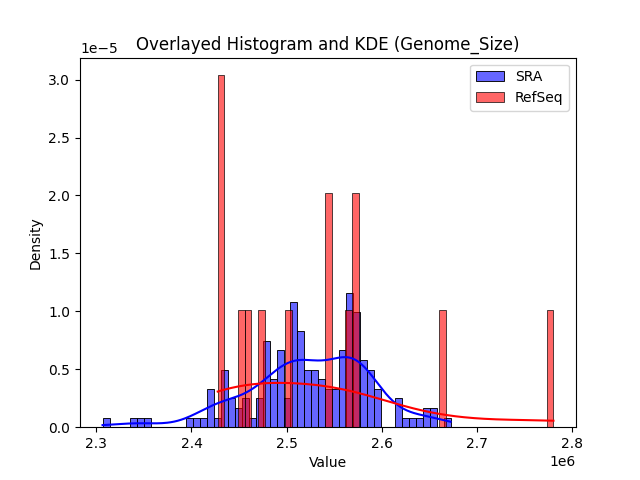 Overlayed Histogram and KDE (Genome_Size)
1e−5
SRA
RefSeq
3.0
2.5
2.0
1.5
1.0
0.5
0.0
Density
2.3 2.4 2.5 2.6 2.7 2.8
1e6
Value